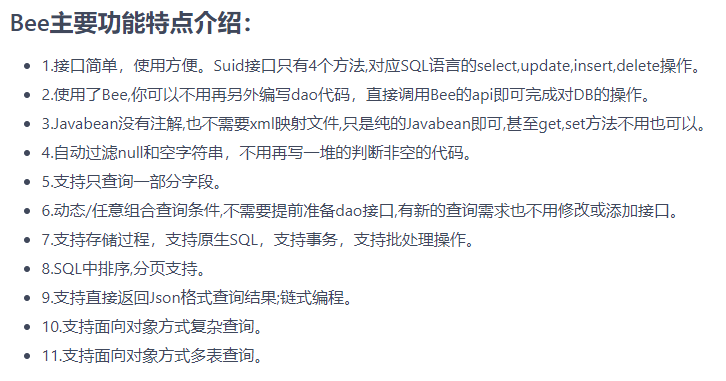 Bee主要功能特点介绍：
1.接口简单，使用方便。Suid接口只有4个方法,对应SQL语言的select,update,insert,delete操作。
2.使用了Bee,你可以不用再另外编写dao代码，直接调用Bee的api即可完成对DB的操作。
3.Javabean没有注解,也不需要xml映射文件,只是纯的Javabean即可,甚至get,set方法不用也可以。
4.自动过滤null和空字符串，不用再写一堆的判断非空的代码。
5.支持只查询一部分字段。
6.动态/任意组合查询条件,不需要提前准备dao接口,有新的查询需求也不用修改或添加接口。
7.支持存储过程，支持原生SQL，支持事务，支持批处理操作。
8.SQL中排序,分页支持。
9.支持直接返回Json格式查询结果;链式编程。
10.支持面向对象方式复杂查询。
11.支持面向对象方式多表查询。